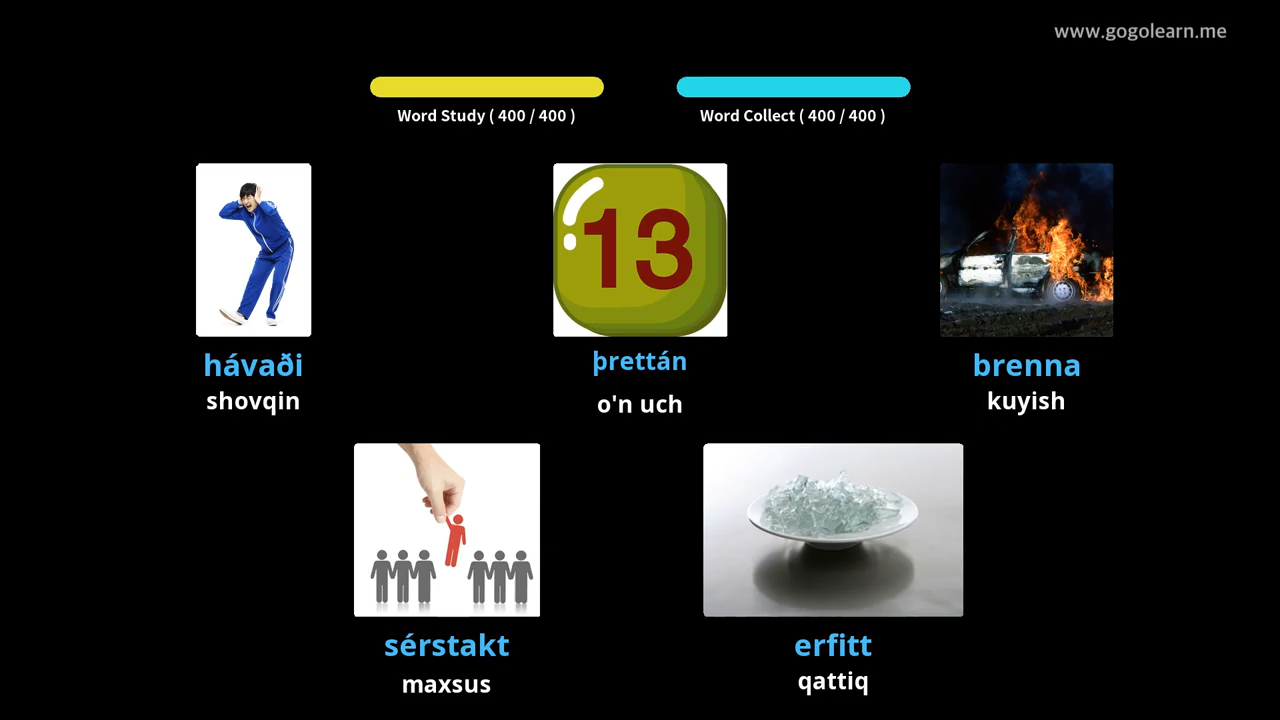 www.gogolearn.me
Word Study ( 400 / 400 )
Word Collect ( 400 / 400 )
13
hávaði
shovqin
þrettán
o'n uch
brenna
kuyish
sérstakt
maxsus
erfitt
qattiq